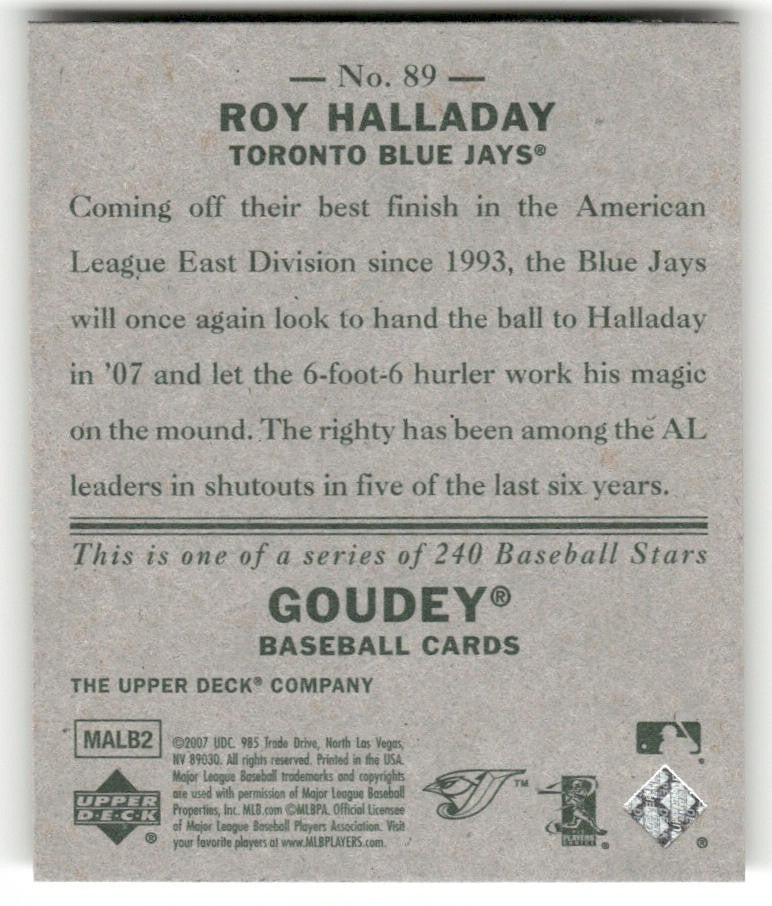 — No. 89 —
ROY HALLADAY
TORONTO BLUE JAYS®
Coming off their best finish in the American
League East Division since 1993, the Blue Jays
will once again look to hand the ball to Halladay
in '07 and let the 6-foot-6 hurler work his magic
on the mound. The righty has been among the AL
leaders in shutouts in five of the last six years.
This is one of a series of 240 Baseball Stars
GOUDEY®
BASEBALL CARDS
THE UPPER DECK® COMPANY
MALB2
©2007 UDC. 985 Trade Drive, North Las Vegas,
NV 89030. All rights reserved. Printed in the USA.
Major League Baseball trademarks and copyrights
are used with permission of Major League Baseball
Properties, Inc. MLB.com ©MLBPA. Official Licensee
of Major League Baseball Players Association. Visit
your favorite players at www.MLBPLAYERS.com.
UPPER
D·E·C·K
®
™
PLAYERS
CHOICE
®
®